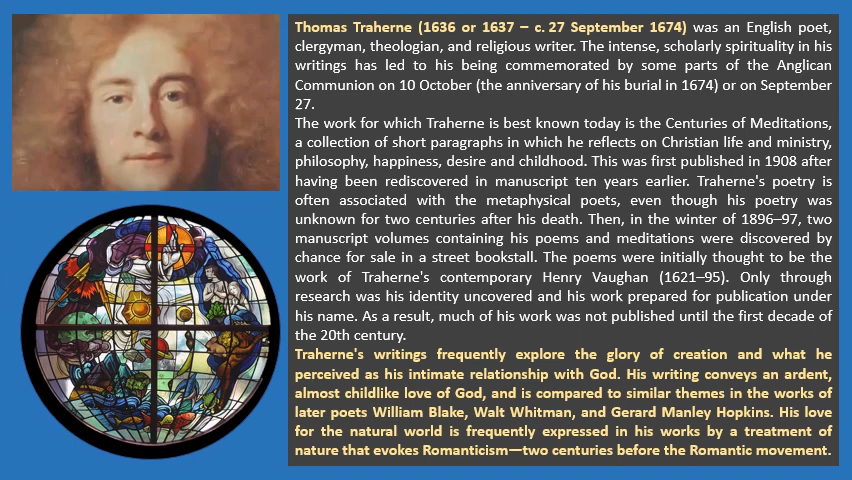 Thomas Traherne (1636 or 1637 – c. 27 September 1674) was an English poet,
clergyman, theologian, and religious writer. The intense, scholarly spirituality in his
writings has led to his being commemorated by some parts of the Anglican
Communion on 10 October (the anniversary of his burial in 1674) or on September
27.
The work for which Traherne is best known today is the Centuries of Meditations,
a collection of short paragraphs in which he reflects on Christian life and ministry,
philosophy, happiness, desire and childhood. This was first published in 1908 after
having been rediscovered in manuscript ten years earlier. Traherne's poetry is
often associated with the metaphysical poets, even though his poetry was
unknown for two centuries after his death. Then, in the winter of 1896–97, two
manuscript volumes containing his poems and meditations were discovered by
chance for sale in a street bookstall. The poems were initially thought to be the
work of Traherne's contemporary Henry Vaughan (1621–95). Only through
research was his identity uncovered and his work prepared for publication under
his name. As a result, much of his work was not published until the first decade of
the 20th century.
Traherne's writings frequently explore the glory of creation and what he
perceived as his intimate relationship with God. His writing conveys an ardent,
almost childlike love of God, and is compared to similar themes in the works of
later poets William Blake, Walt Whitman, and Gerard Manley Hopkins. His love
for the natural world is frequently expressed in his works by a treatment of
nature that evokes Romanticism—two centuries before the Romantic movement.